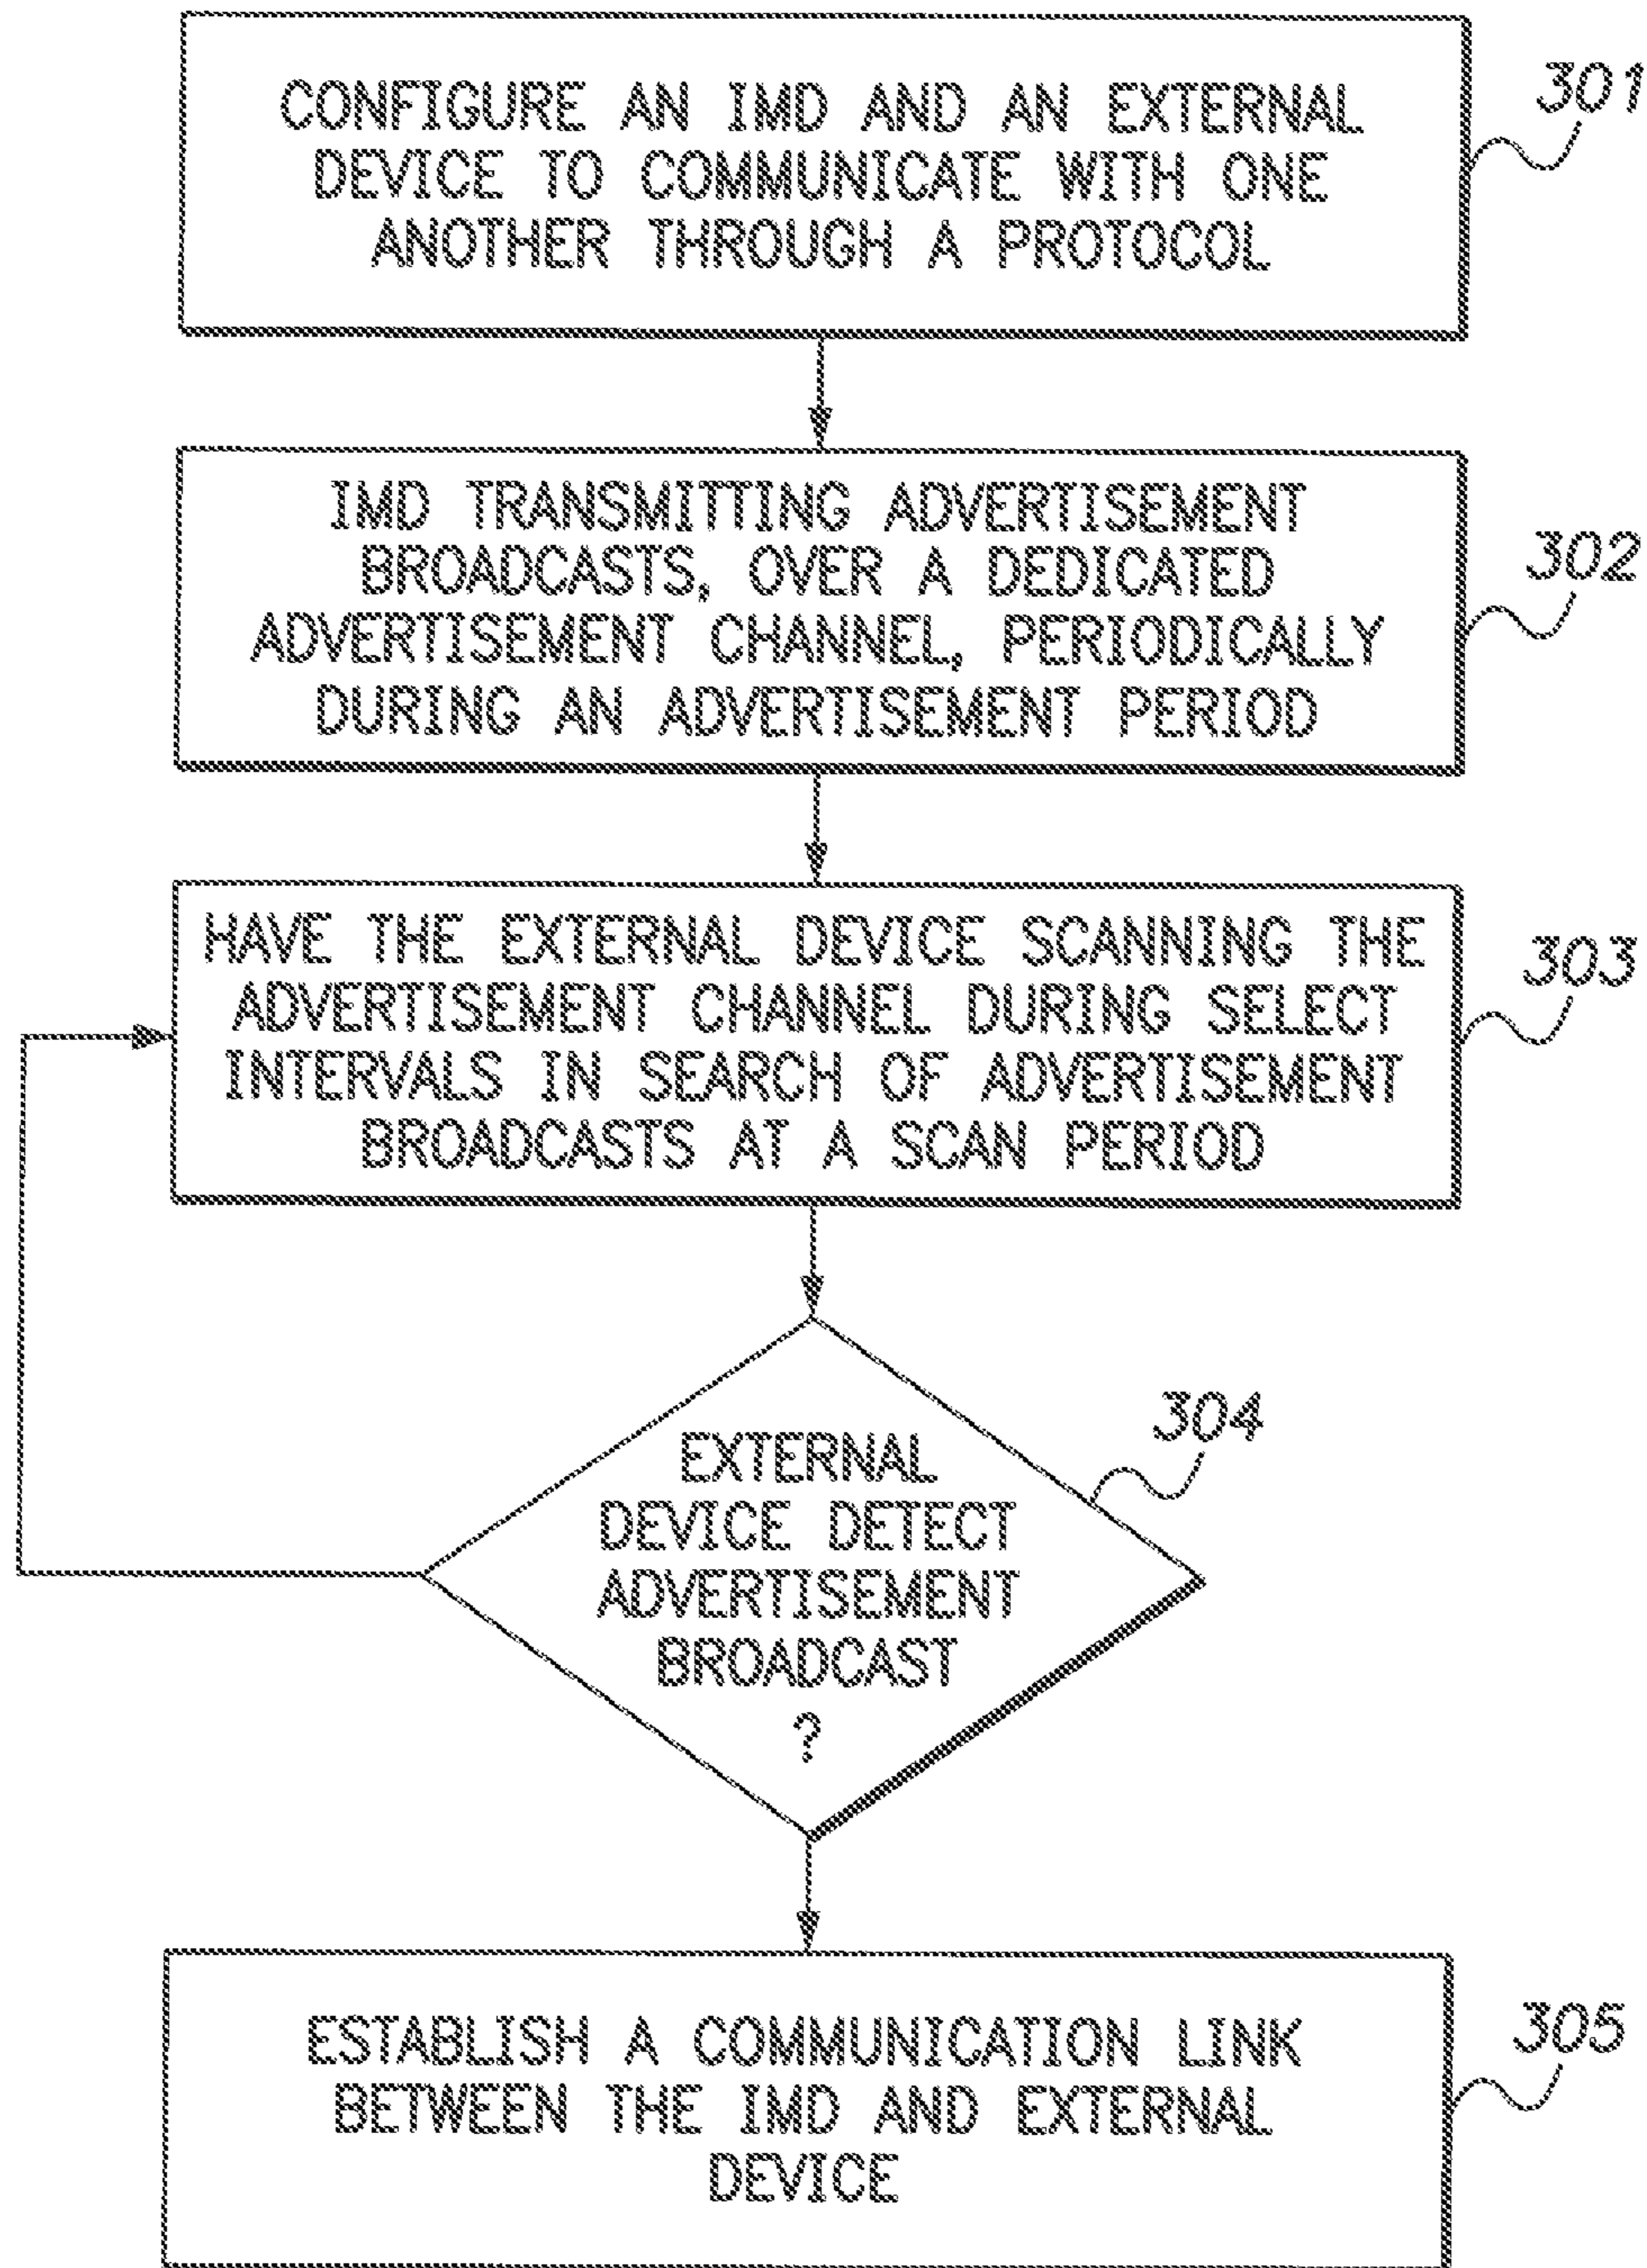 CONFIGURE AN IMD AND AN EXTERNAL
DEVICE TO COMMUNICATE WITH ONE
ANOTHER THROUGH A PROTOCOL
301
IMD TRANSMITTING ADVERTISEMENT
BROADCASTS, OVER A DEDICATED
ADVERTISEMENT CHANNEL, PERIODICALLY
DURING AN ADVERTISEMENT PERIOD
302
HAVE THE EXTERNAL DEVICE SCANNING THE
ADVERTISEMENT CHANNEL DURING SELECT
INTERVALS IN SEARCH OF ADVERTISEMENT
BROADCASTS AT A SCAN PERIOD
303
EXTERNAL
DEVICE DETECT
ADVERTISEMENT
BROADCAST
?
304
ESTABLISH A COMMUNICATION LINK
BETWEEN THE IMD AND EXTERNAL
DEVICE
305